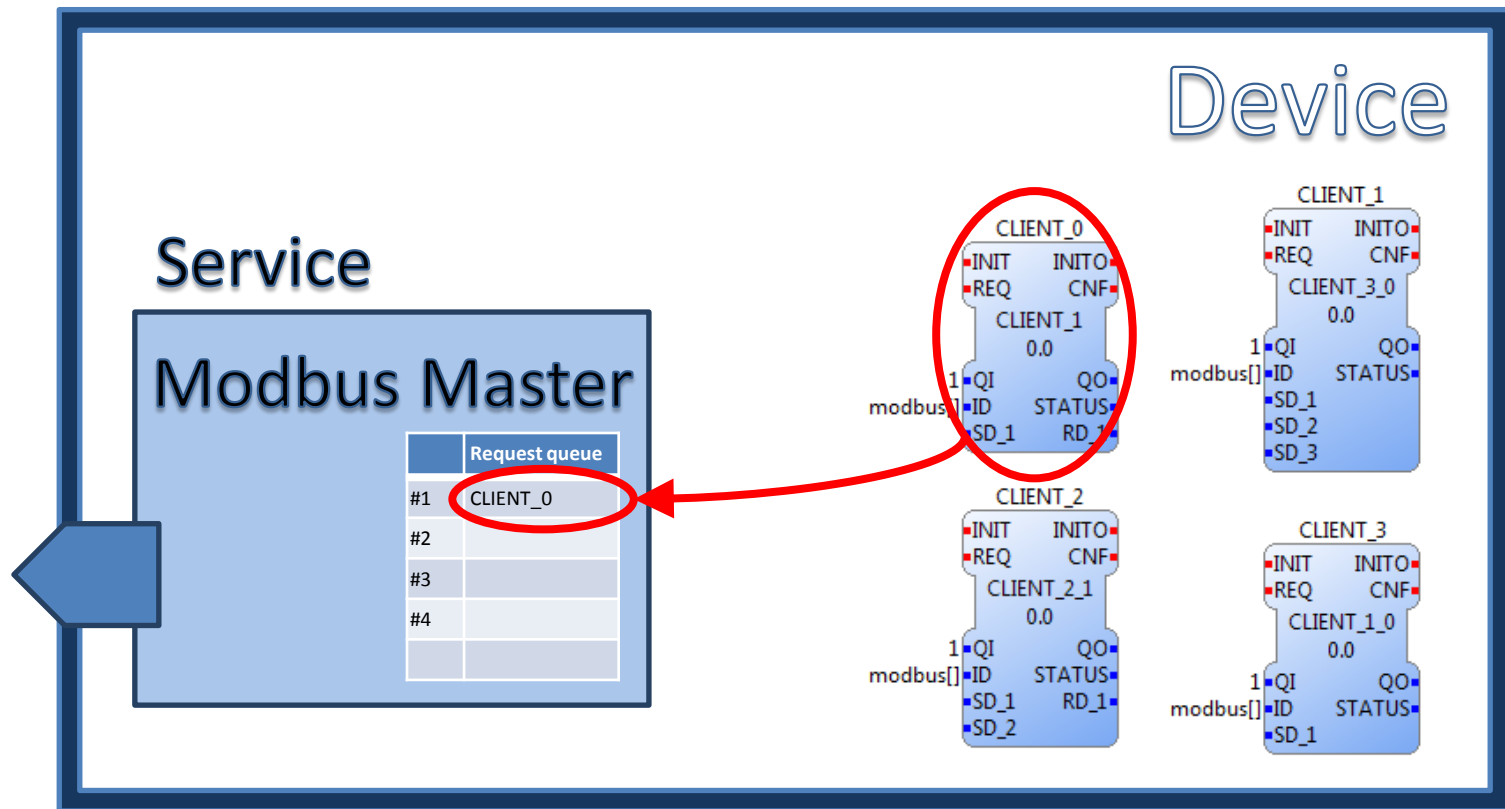 Device
Service
Modbus Master
Request queue
#1 CLIENT_0
#2
#3
#4
CLIENT_0
INIT INITO
REQ CNF
CLIENT_1
0.0
1 QI QO
modbus[] ID STATUS
SD_1 RD_1
CLIENT_1
INIT INITO
REQ CNF
CLIENT_3_0
0.0
1 QI QO
modbus[] ID STATUS
SD_1
SD_2
SD_3
CLIENT_2
INIT INITO
REQ CNF
CLIENT_2_1
0.0
1 QI QO
modbus[] ID STATUS
SD_1 RD_1
SD_2
CLIENT_3
INIT INITO
REQ CNF
CLIENT_1_0
0.0
1 QI QO
modbus[] ID STATUS
SD_1